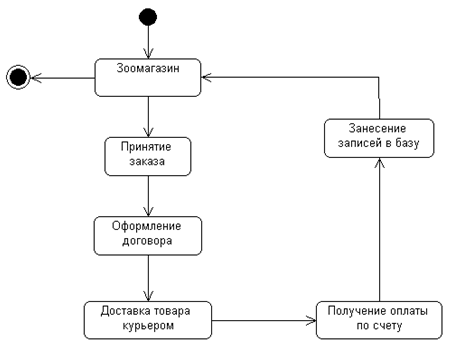 Зоомагазин
Принятие
заказа
Занесение
записей в базу
Оформление
договора
Доставка товара
курьером
Получение оплаты
по счету